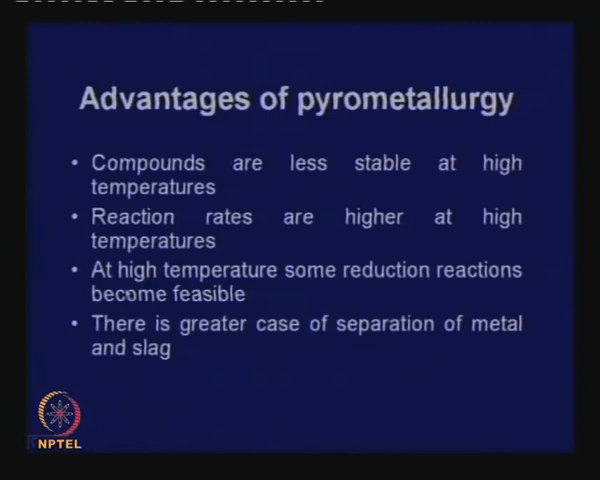 Advantages of pyrometallurgy
• Compounds are less stable at high
temperatures
• Reaction rates are higher at high
temperatures
• At high temperature some reduction reactions
become feasible
• There is greater case of separation of metal
and slag
NPTEL